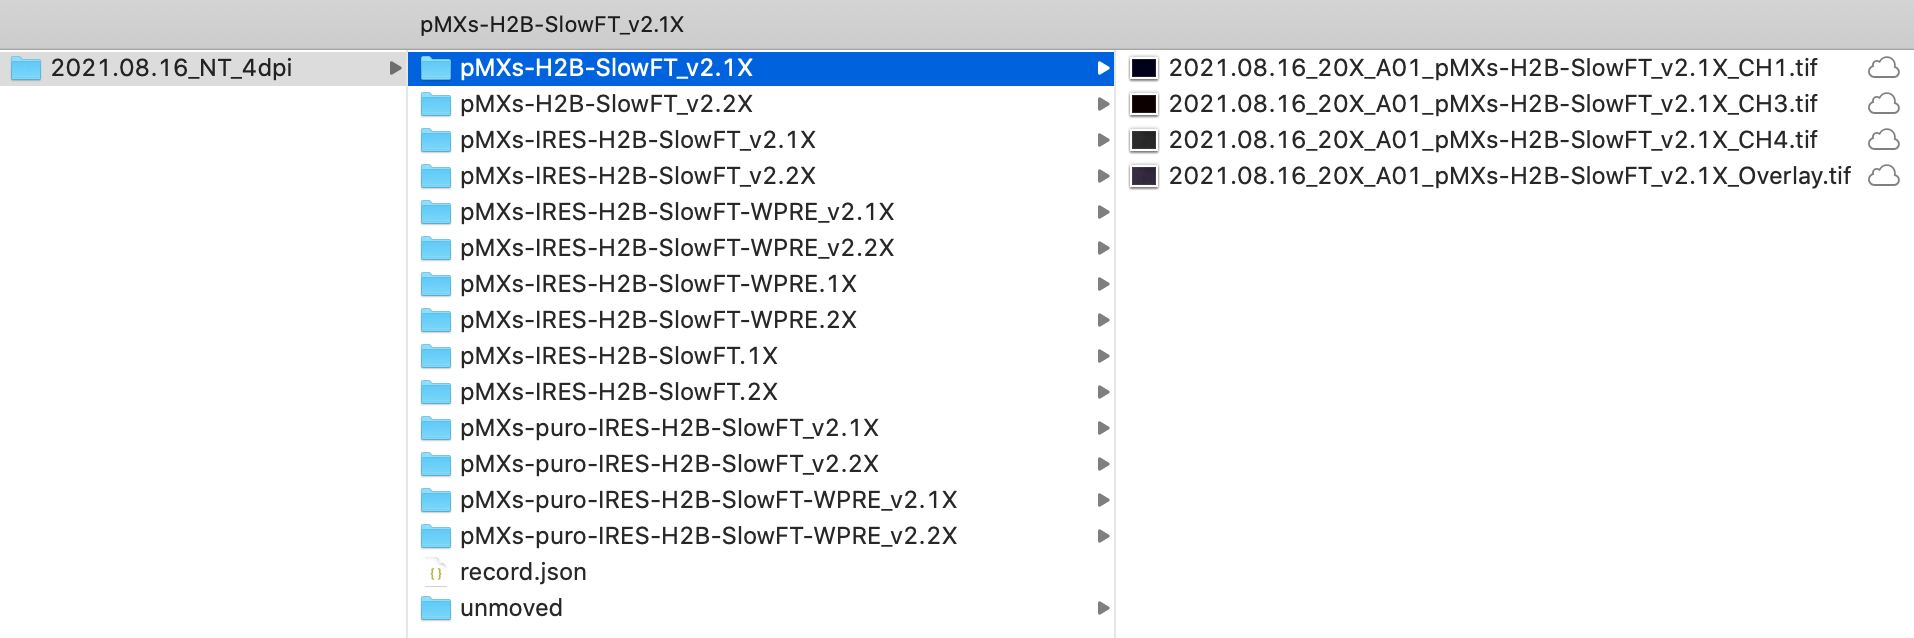 pMXs-H2B-SlowFT_v2.1X
2021.08.16_NT_4dpi
pMXs-H2B-SlowFT_v2.1X
pMXs-H2B-SlowFT_v2.2X
pMXs-IRES-H2B-SlowFT_v2.1X
pMXs-IRES-H2B-SlowFT_v2.2X
pMXs-IRES-H2B-SlowFT-WPRE_v2.1X
pMXs-IRES-H2B-SlowFT-WPRE_v2.2X
pMXs-IRES-H2B-SlowFT-WPRE.1X
pMXs-IRES-H2B-SlowFT-WPRE.2X
pMXs-IRES-H2B-SlowFT.1X
pMXs-IRES-H2B-SlowFT.2X
pMXs-puro-IRES-H2B-SlowFT_v2.1X
pMXs-puro-IRES-H2B-SlowFT_v2.2X
pMXs-puro-IRES-H2B-SlowFT-WPRE_v2.1X
pMXs-puro-IRES-H2B-SlowFT-WPRE_v2.2X
record.json
unmoved
2021.08.16_20X_A01_pMXs-H2B-SlowFT_v2.1X_CH1.tif
2021.08.16_20X_A01_pMXs-H2B-SlowFT_v2.1X_CH3.tif
2021.08.16_20X_A01_pMXs-H2B-SlowFT_v2.1X_CH4.tif
2021.08.16_20X_A01_pMXs-H2B-SlowFT_v2.1X_Overlay.tif